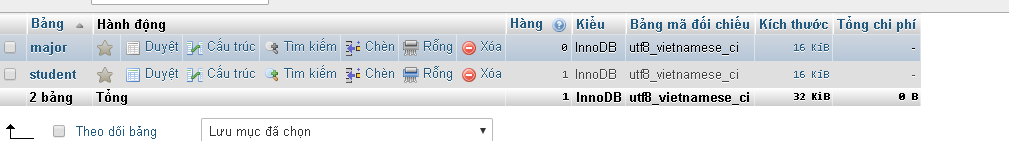 Bảng Hành động Hàng Kiểu Bảng mã đối chiếu Kích thước Tổng chi phí
major Duyệt Cấu trúc Tìm kiếm Chèn Rỗng Xóa 0 InnoDB utf8_vietnamese_ci 16 KiB -
student Duyệt Cấu trúc Tìm kiếm Chèn Rỗng Xóa 1 InnoDB utf8_vietnamese_ci 16 KiB -
2 bảng Tổng 1 InnoDB utf8_vietnamese_ci 32 KiB 0 B
Theo dõi bảng Lưu mục đã chọn